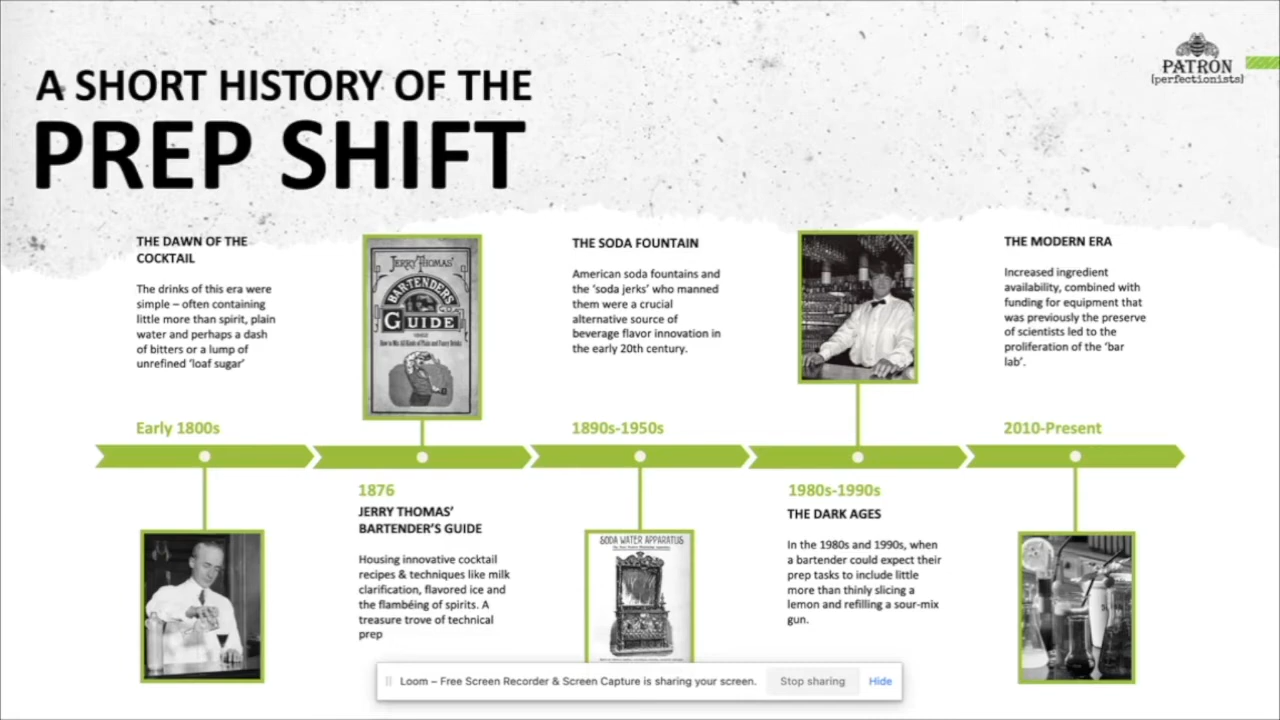 A SHORT HISTORY OF THE
PREP SHIFT
PATRÓN
{perfectionists}
THE DAWN OF THE
COCKTAIL
The drinks of this era were
simple – often containing
little more than spirit, plain
water and perhaps a dash
of bitters or a lump of
unrefined ‘loaf sugar’
Early 1800s
JERRY THOMAS'
BAR-TENDERS
GUIDE
How to Mix All Kinds of Plain and Fancy Drinks
1876
JERRY THOMAS’
BARTENDER’S GUIDE
Housing innovative cocktail
recipes & techniques like milk
clarification, flavored ice and
the flambéing of spirits. A
treasure trove of technical
prep
THE SODA FOUNTAIN
American soda fountains and
the ‘soda jerks’ who manned
them were a crucial
alternative source of
beverage flavor innovation in
the early 20th century.
1890s-1950s
SODA WATER APPARATUS
1980s-1990s
THE DARK AGES
In the 1980s and 1990s, when
a bartender could expect their
prep tasks to include little
more than thinly slicing a
lemon and refilling a sour-mix
gun.
THE MODERN ERA
Increased ingredient
availability, combined with
funding for equipment that
was previously the preserve
of scientists led to the
proliferation of the ‘bar
lab’.
2010-Present
Loom – Free Screen Recorder & Screen Capture is sharing your screen.
Stop sharing
Hide